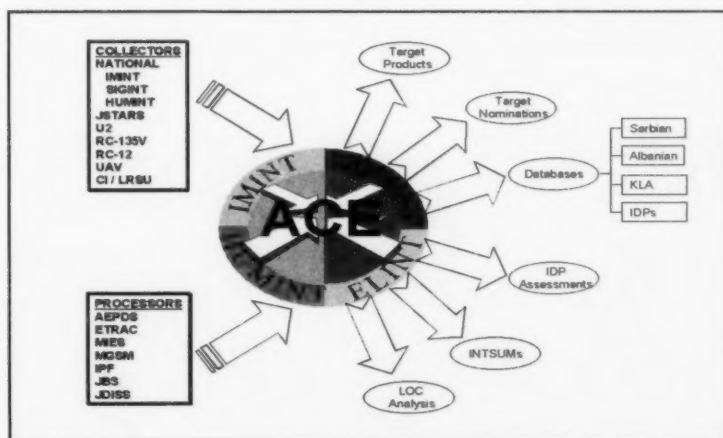 COLLECTORS
NATIONAL
IMINT
SIGINT
HUMINT
JSTARS
U2
RC-135V
RC-12
UAV
CI / LRSU
PROCESSORS
AEPDS
ETRAC
MIES
MGSM
IPF
JBS
JDISS
IMINT
ACE
HUMINT
ELINT
Target
Products
Target
Nominations
Databases
Serbian
Albanian
KLA
IDPs
IDP
Assessments
INTSUMs
LOC
Analysis